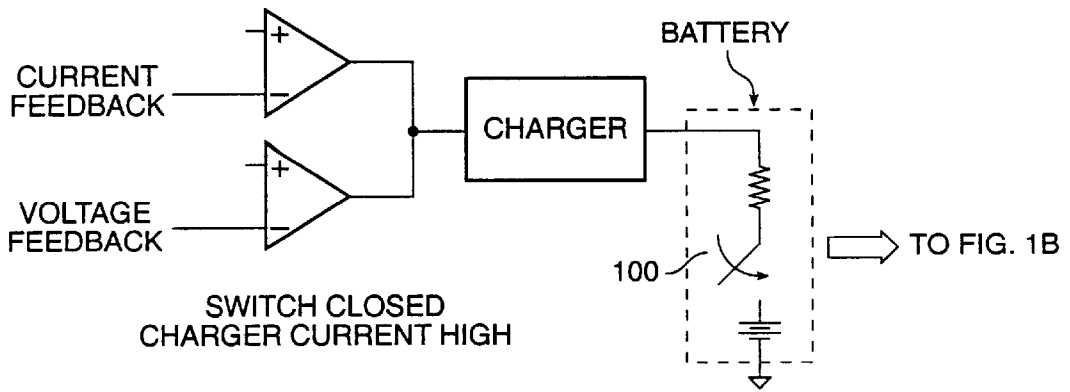 BATTERY
+
CURRENT
FEEDBACK
−
CHARGER
+
VOLTAGE
FEEDBACK
−
100
TO FIG. 1B
SWITCH CLOSED
CHARGER CURRENT HIGH